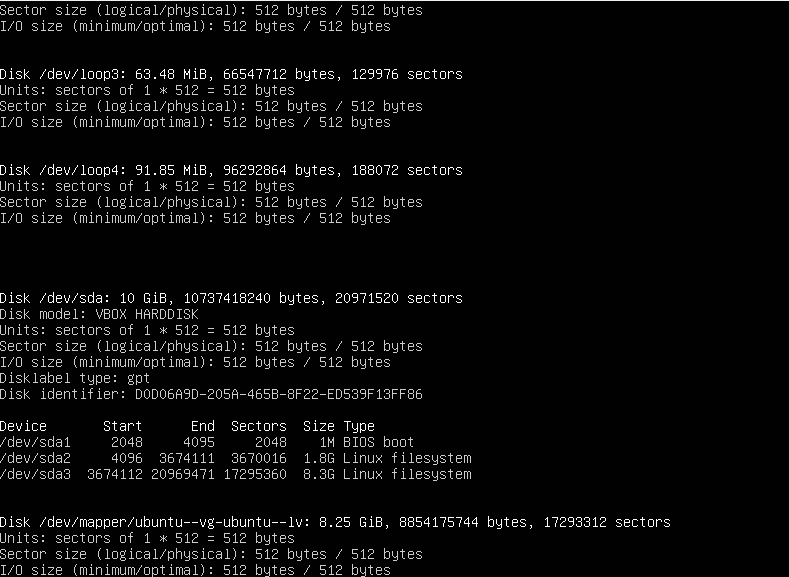 Sector size (logical/physical): 512 bytes / 512 bytes
I/O size (minimum/optimal): 512 bytes / 512 bytes
Disk /dev/loop3: 63.48 MiB, 66547712 bytes, 129976 sectors
Units: sectors of 1 * 512 = 512 bytes
Sector size (logical/physical): 512 bytes / 512 bytes
I/O size (minimum/optimal): 512 bytes / 512 bytes
Disk /dev/loop4: 91.85 MiB, 96292864 bytes, 188072 sectors
Units: sectors of 1 * 512 = 512 bytes
Sector size (logical/physical): 512 bytes / 512 bytes
I/O size (minimum/optimal): 512 bytes / 512 bytes
Disk /dev/sda: 10 GiB, 10737418240 bytes, 20971520 sectors
Disk model: VBOX HARDDISK
Units: sectors of 1 * 512 = 512 bytes
Sector size (logical/physical): 512 bytes / 512 bytes
I/O size (minimum/optimal): 512 bytes / 512 bytes
Disklabel type: gpt
Disk identifier: D0D06A9D-205A-465B-8F22-ED539F13FF86
Device       Start      End  Sectors  Size Type
/dev/sda1     2048     4095     2048    1M BIOS boot
/dev/sda2     4096  3674111  3670016  1.8G Linux filesystem
/dev/sda3  3674112 20969471 17295360  8.3G Linux filesystem
Disk /dev/mapper/ubuntu--vg-ubuntu--lv: 8.25 GiB, 8854175744 bytes, 17293312 sectors
Units: sectors of 1 * 512 = 512 bytes
Sector size (logical/physical): 512 bytes / 512 bytes
I/O size (minimum/optimal): 512 bytes / 512 bytes